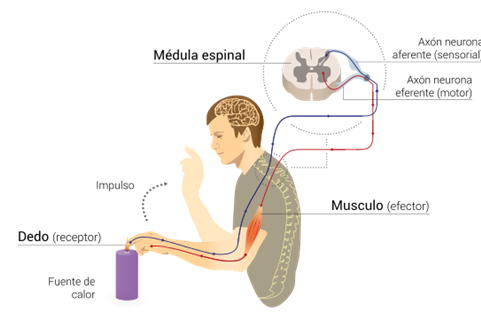 Médula espinal
Axón neurona
aferente (sensorial)
Axón neurona
eferente (motor)
Impulso
Musculo (efector)
Dedo (receptor)
Fuente de
calor